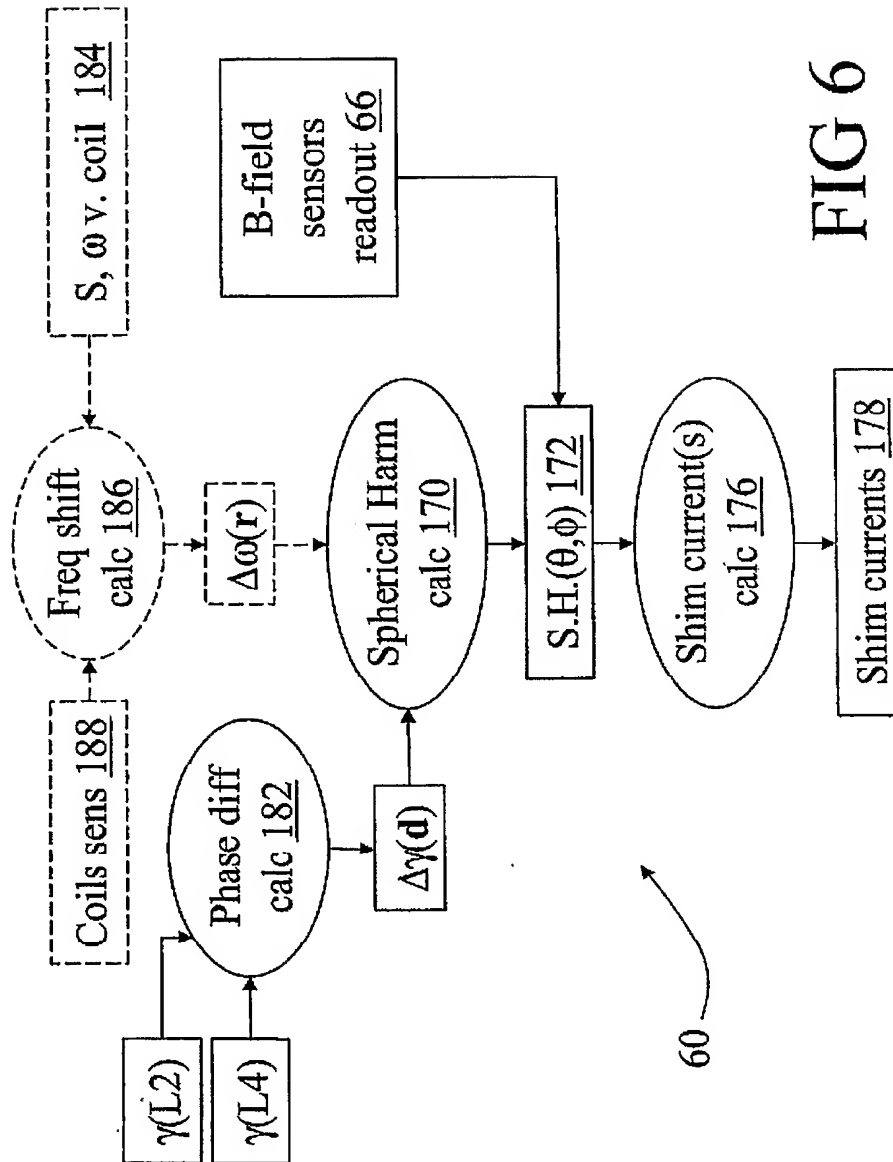 Coils sens 188
Freq shift
calc 186
S, ω v. coil 184
Δω(r)
γ(L2)
γ(L4)
Phase diff
calc 182
Δγ(d)
Spherical Harm
calc 170
B-field
sensors
readout 66
S.H.(θ,ϕ) 172
Shim current(s)
calc 176
Shim currents 178
60
FIG 6